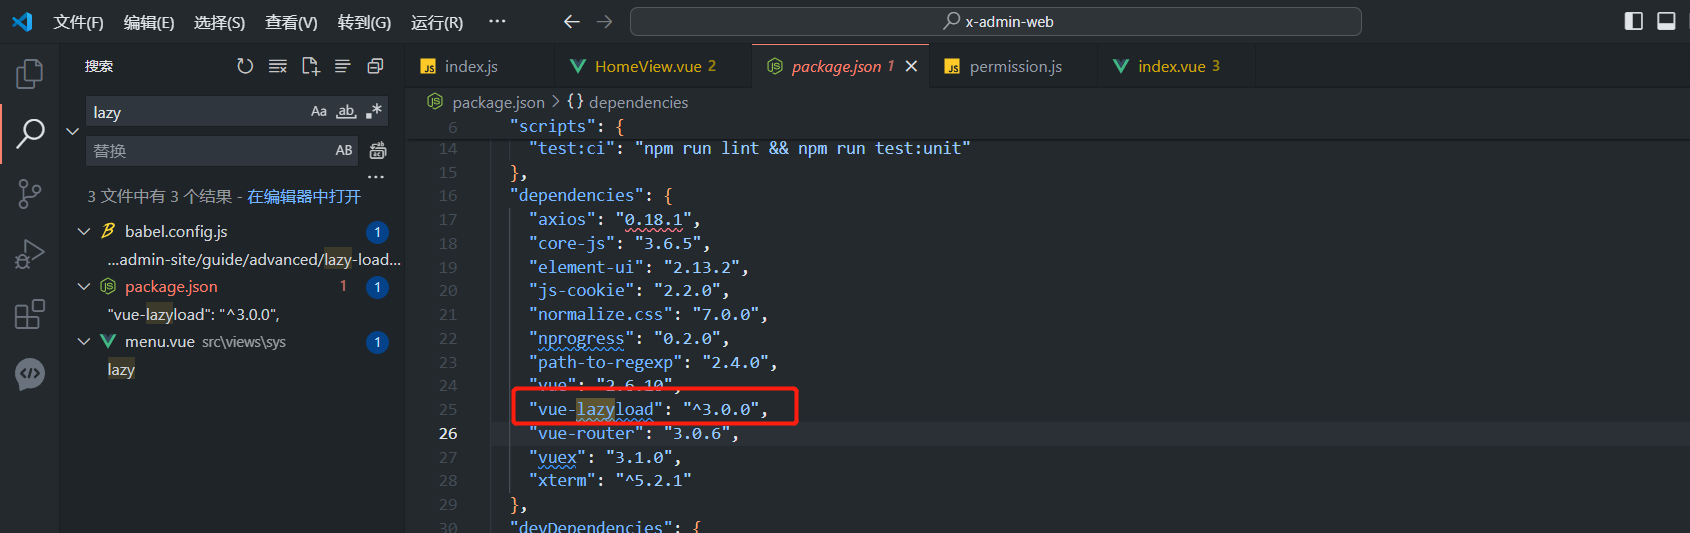 文件(F) 编辑(E) 选择(S) 查看(V) 转到(G) 运行(R) ··· x-admin-web
搜索
index.js HomeView.vue 2 package.json 1 permission.js index.vue 3
lazy Aa ab
替换 AB
3 文件中有 3 个结果 - 在编辑器中打开
babel.config.js 1
...admin-site/guide/advanced/lazy-load...
package.json 1 1
"vue-lazyload": "^3.0.0",
menu.vue src\views\sys 1
lazy
package.json > {} dependencies
6 "scripts": {
14 "test:ci": "npm run lint && npm run test:unit"
15 },
16 "dependencies": {
17 "axios": "0.18.1",
18 "core-js": "3.6.5",
19 "element-ui": "2.13.2",
20 "js-cookie": "2.2.0",
21 "normalize.css": "7.0.0",
22 "nprogress": "0.2.0",
23 "path-to-regexp": "2.4.0",
24 "vue": "2.6.10",
25 "vue-lazyload": "^3.0.0",
26 "vue-router": "3.0.6",
27 "vuex": "3.1.0",
28 "xterm": "^5.2.1"
29 },
30 "devDependencies": {